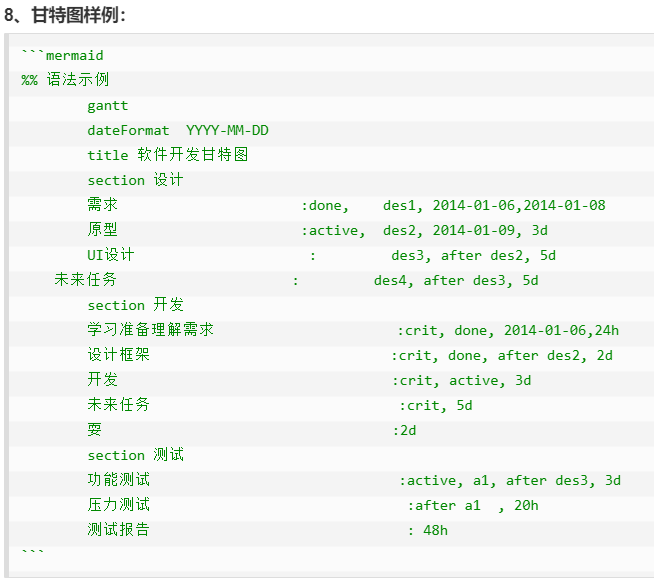 8、甘特图样例：
```mermaid
%% 语法示例
        gantt
        dateFormat  YYYY-MM-DD
        title 软件开发甘特图
        section 设计
        需求                      :done,    des1, 2014-01-06,2014-01-08
        原型                      :active,  des2, 2014-01-09, 3d
        UI设计                     :         des3, after des2, 5d
    未来任务                     :         des4, after des3, 5d
        section 开发
        学习准备理解需求                      :crit, done, 2014-01-06,24h
        设计框架                             :crit, done, after des2, 2d
        开发                                 :crit, active, 3d
        未来任务                              :crit, 5d
        耍                                   :2d
        section 测试
        功能测试                              :active, a1, after des3, 3d
        压力测试                               :after a1  , 20h
        测试报告                               : 48h
```